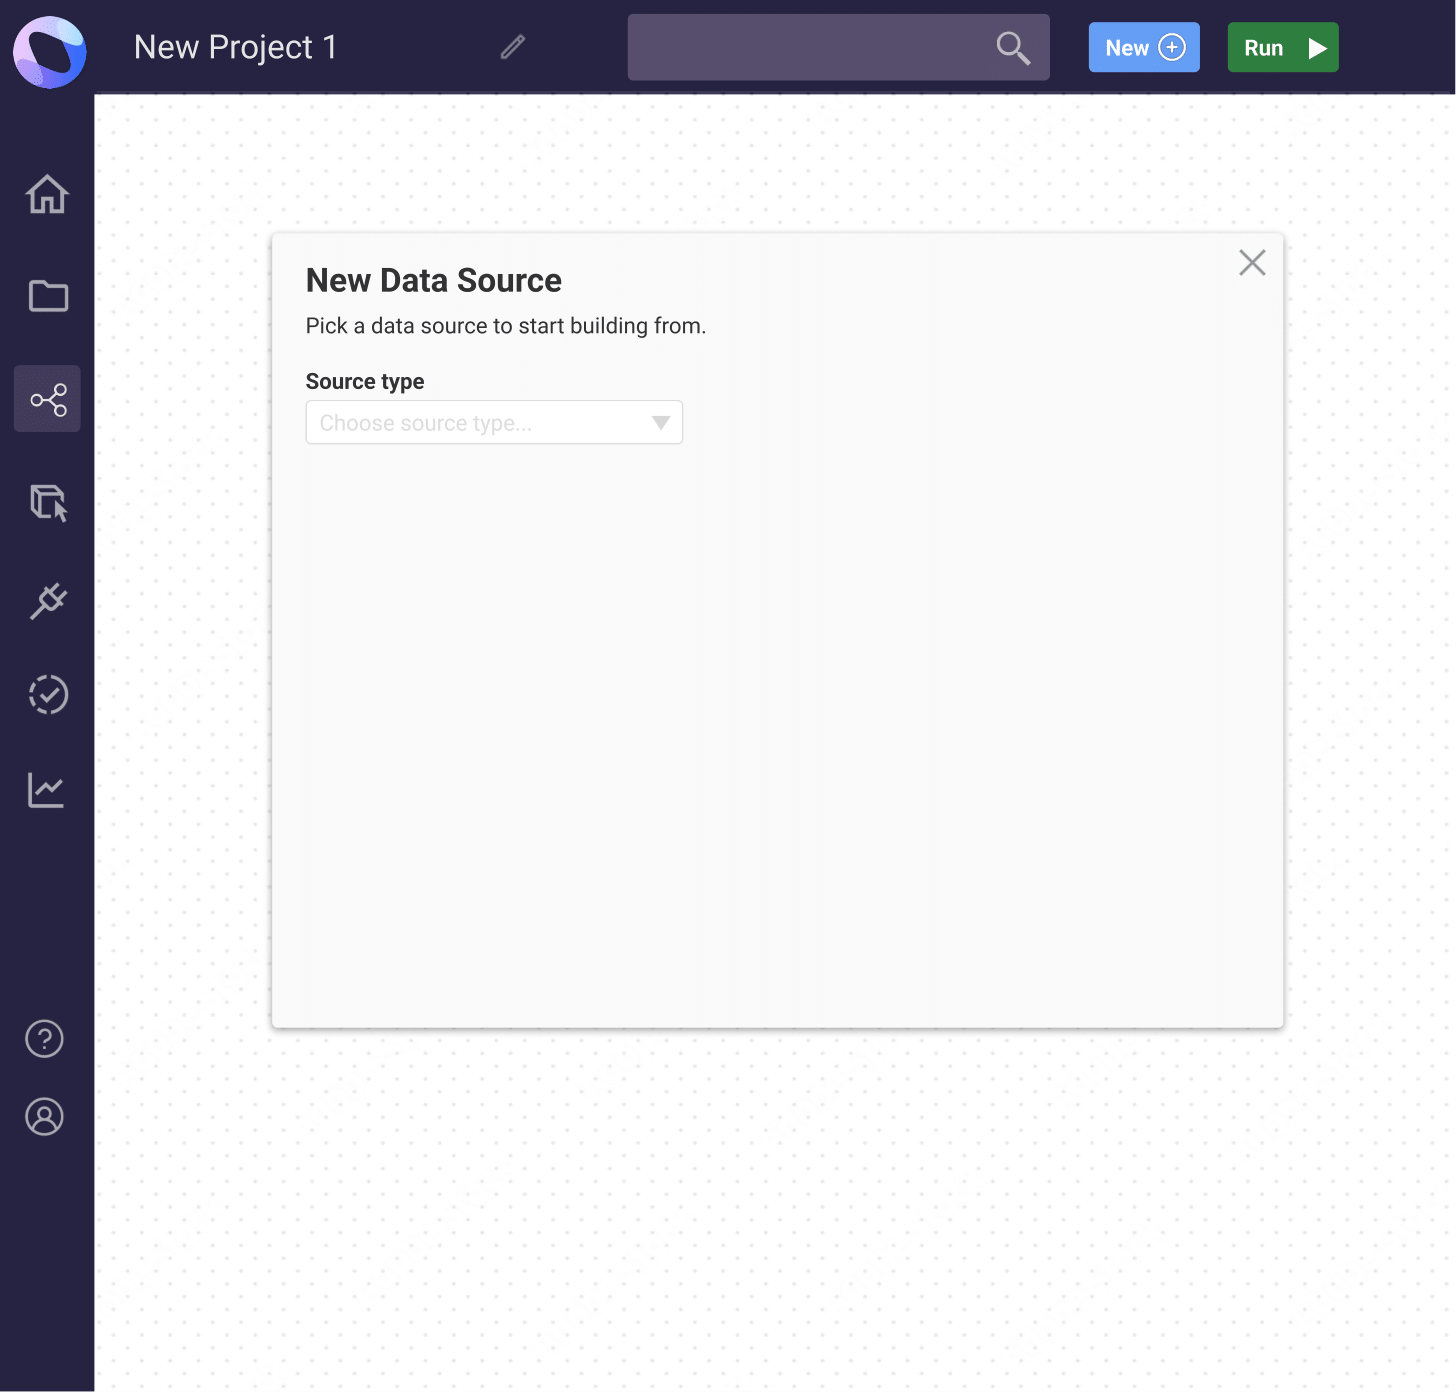 New Project 1
New
Run
New Data Source
Pick a data source to start building from.
Source type
Choose source type...